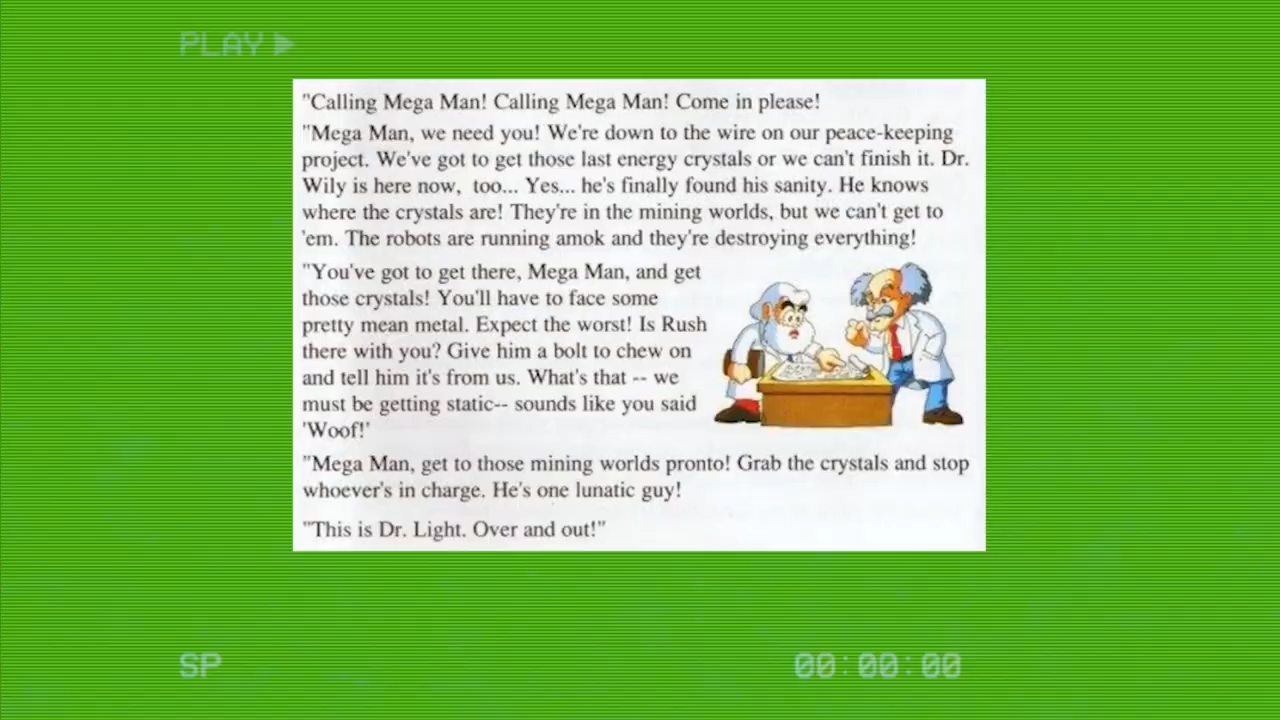 PLAY
"Calling Mega Man! Calling Mega Man! Come in please!
"Mega Man, we need you! We're down to the wire on our peace-keeping
project. We've got to get those last energy crystals or we can't finish it. Dr.
Wily is here now, too... Yes... he's finally found his sanity. He knows
where the crystals are! They're in the mining worlds, but we can't get to
'em. The robots are running amok and they're destroying everything!
"You've got to get there, Mega Man, and get
those crystals! You'll have to face some
pretty mean metal. Expect the worst! Is Rush
there with you? Give him a bolt to chew on
and tell him it's from us. What's that -- we
must be getting static-- sounds like you said
'Woof!'
"Mega Man, get to those mining worlds pronto! Grab the crystals and stop
whoever's in charge. He's one lunatic guy!
"This is Dr. Light. Over and out!"
SP
00:00:00